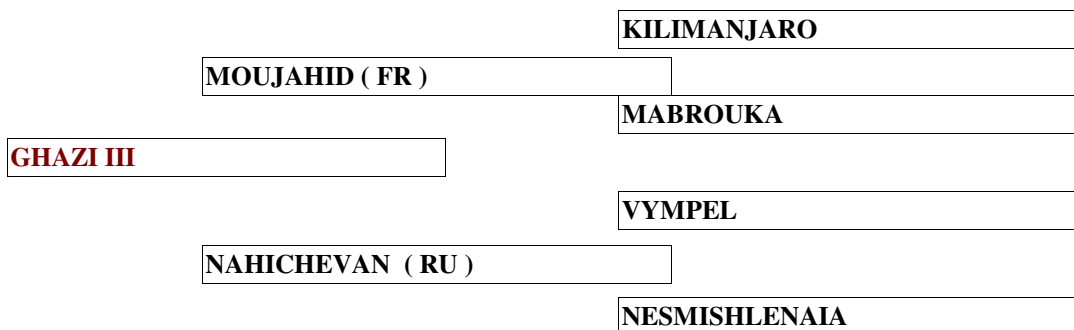 KILIMANJARO
MOUJAHID ( FR )
MABROUKA
GHAZI III
VYMPEL
NAHICHEVAN ( RU )
NESMISHLENAIA